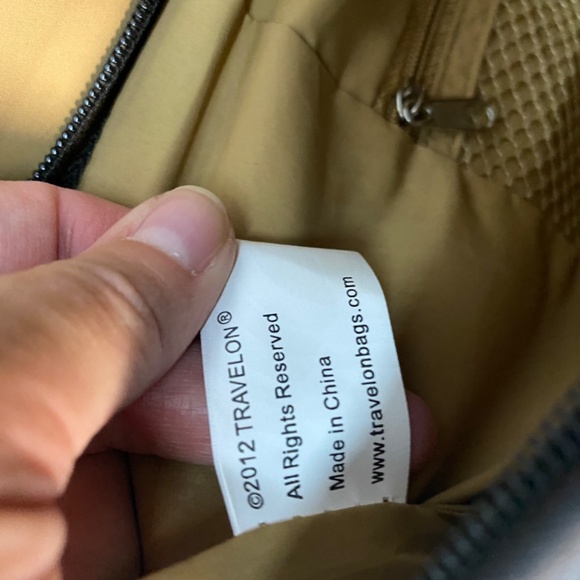 ©2012 TRAVELON®
All Rights Reserved
Made in China
www.travelonbags.com